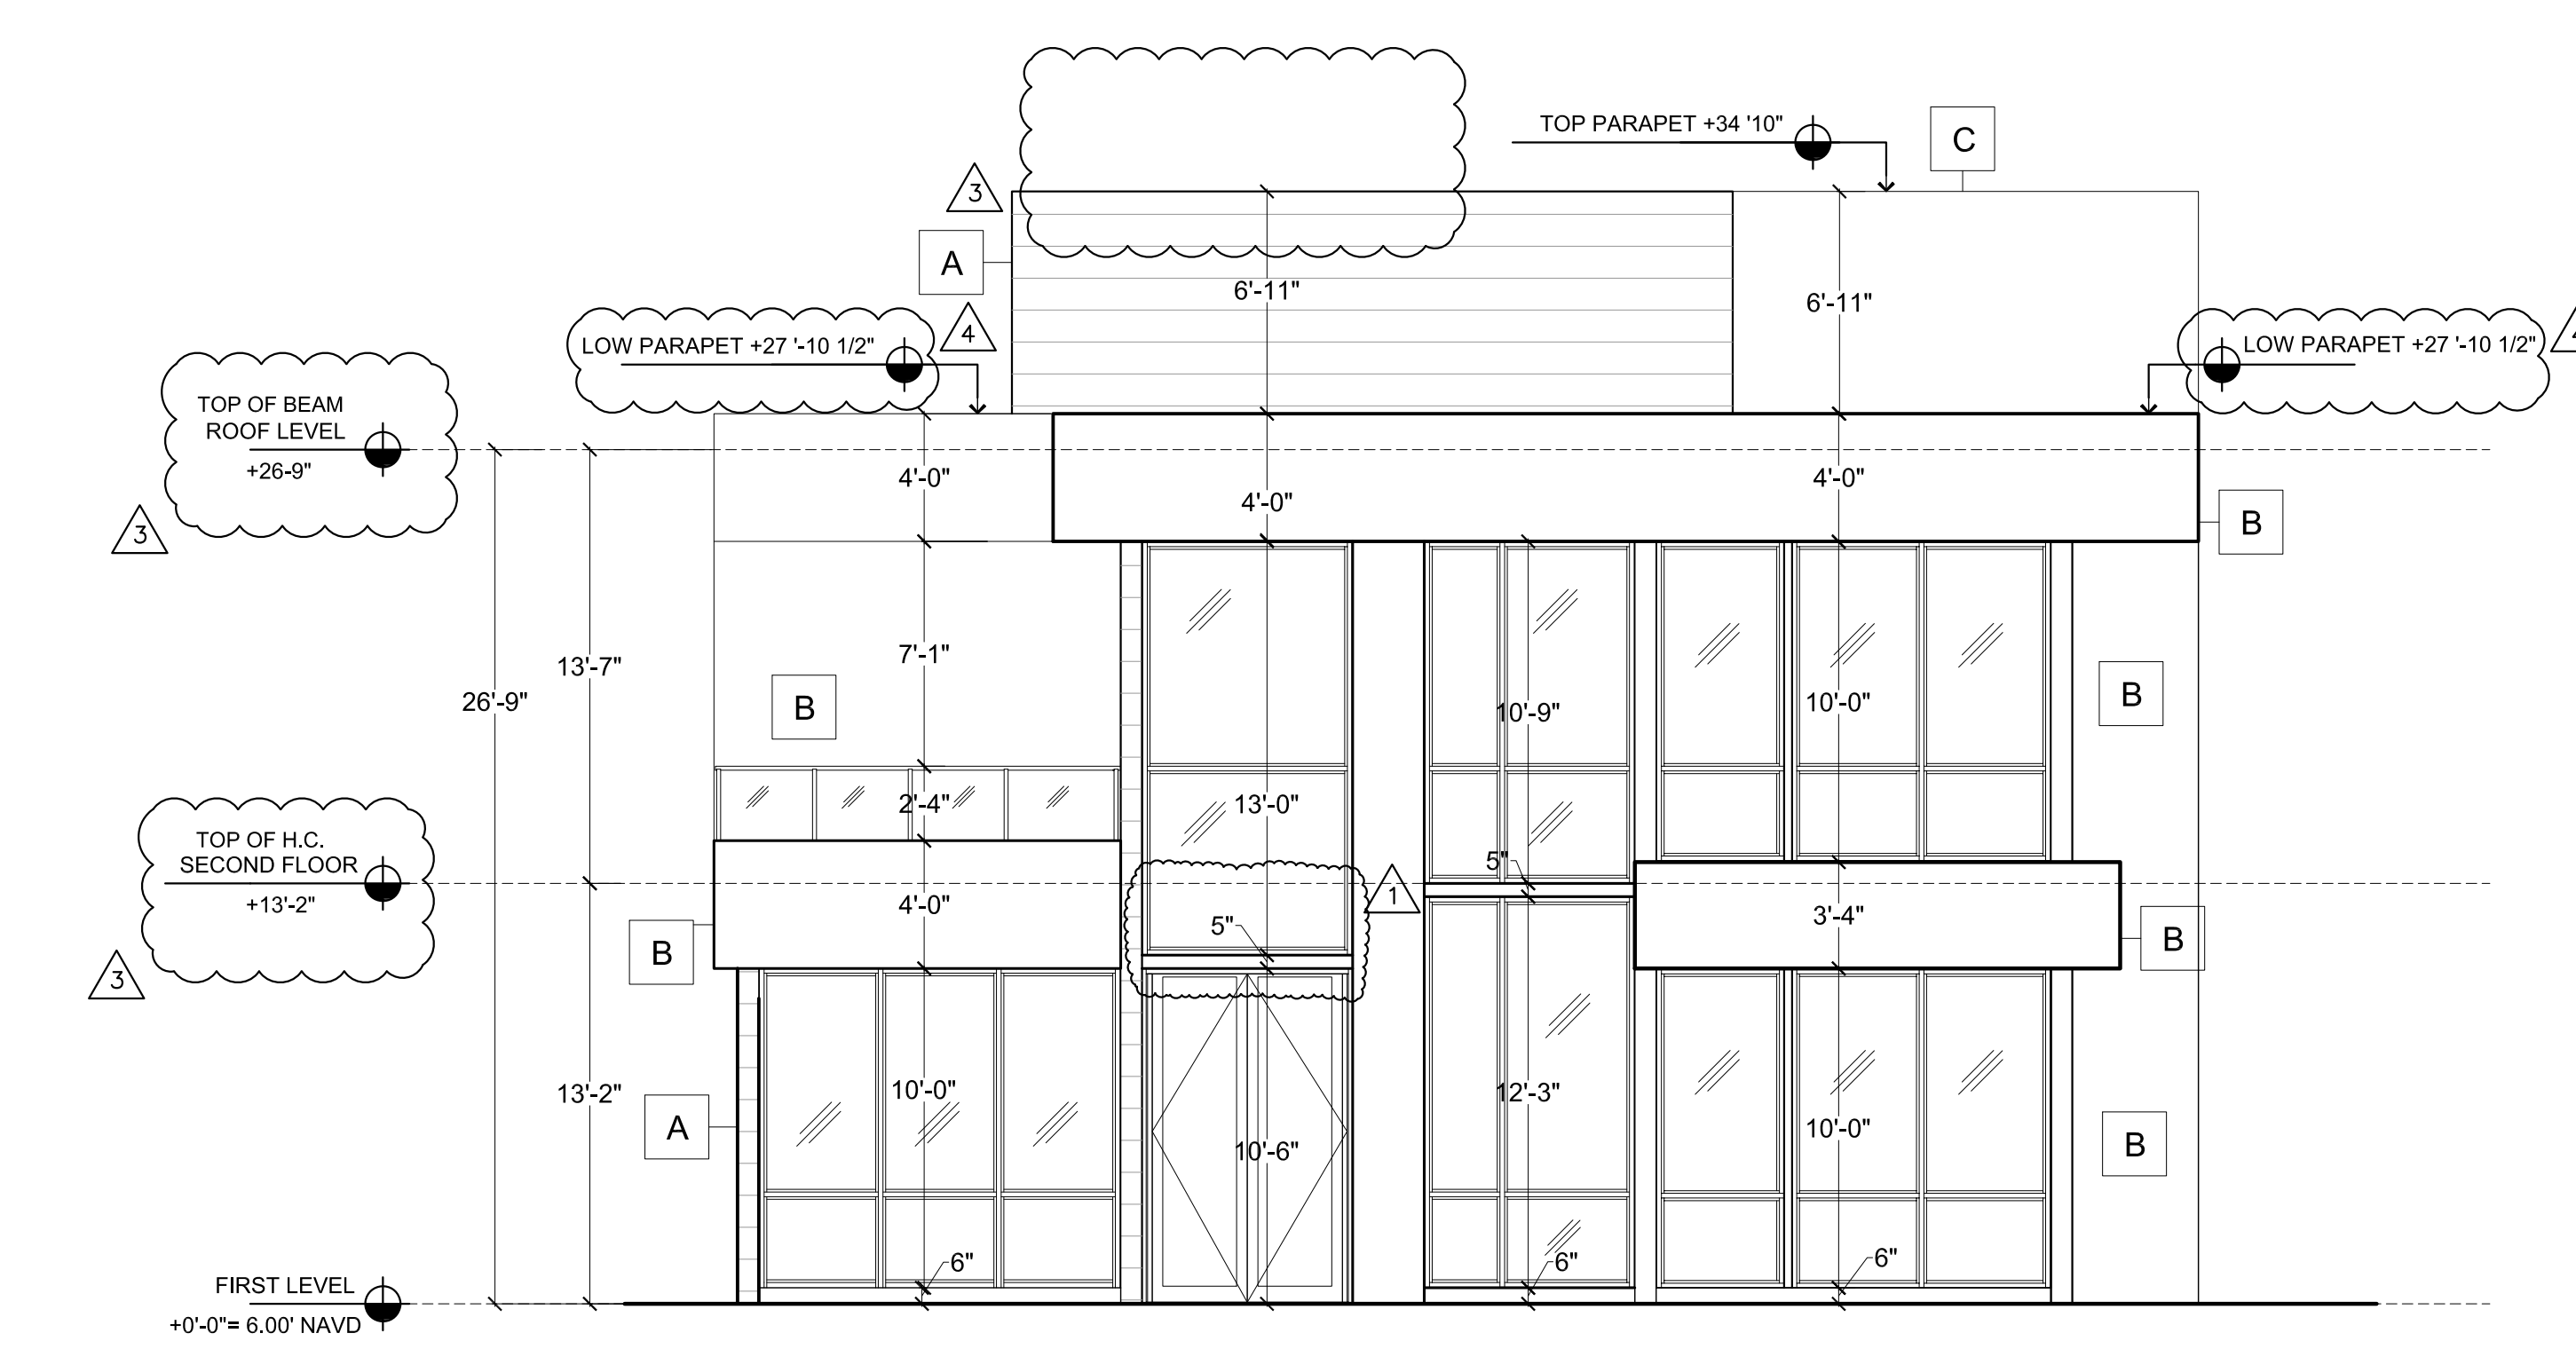 TOP PARAPET +34 '10"
C
3
A
6'-11"
6'-11"
4
LOW PARAPET +27 '-10 1/2"
LOW PARAPET +27 '-10 1/2"
TOP OF BEAM
ROOF LEVEL
+26-9"
3
4'-0"
4'-0"
4'-0"
B
13'-7"
26'-9"
7'-1"
B
10'-9"
10'-0"
B
2'-4"
13'-0"
TOP OF H.C.
SECOND FLOOR
+13'-2"
3
5"
1
4'-0"
5"
3'-4"
B
B
13'-2"
A
10'-0"
10'-6"
12'-3"
10'-0"
B
6"
6"
6"
FIRST LEVEL
+0'-0"= 6.00' NAVD